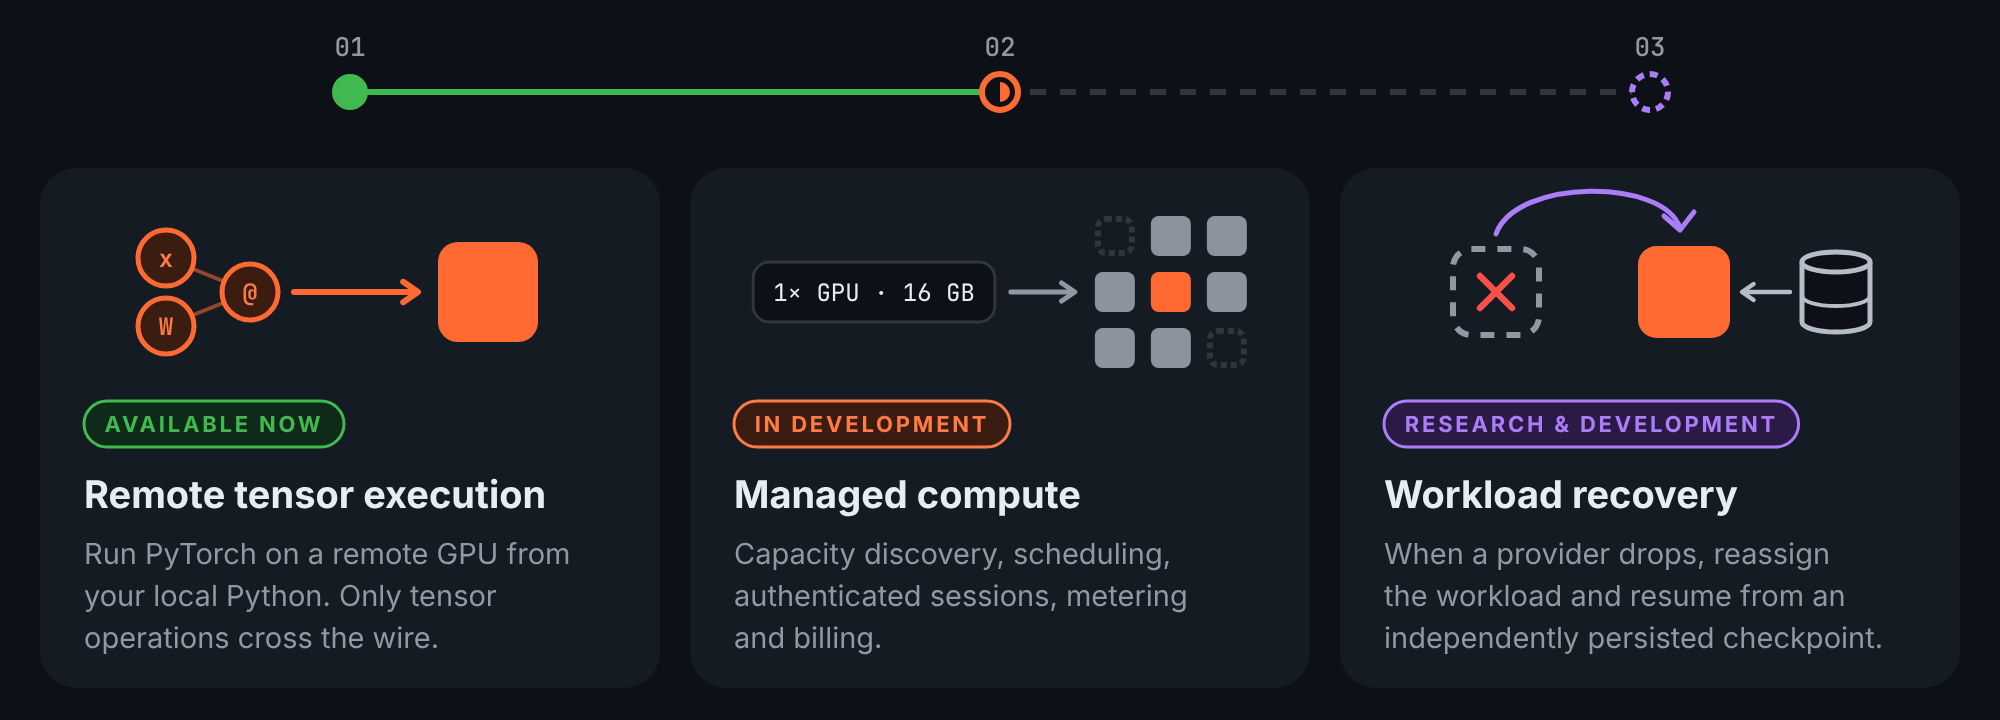 01
02
03
x
W
@
1× GPU · 16 GB
AVAILABLE NOW
Remote tensor execution
Run PyTorch on a remote GPU from
your local Python. Only tensor
operations cross the wire.
IN DEVELOPMENT
Managed compute
Capacity discovery, scheduling,
authenticated sessions, metering
and billing.
RESEARCH & DEVELOPMENT
Workload recovery
When a provider drops, reassign
the workload and resume from an
independently persisted checkpoint.